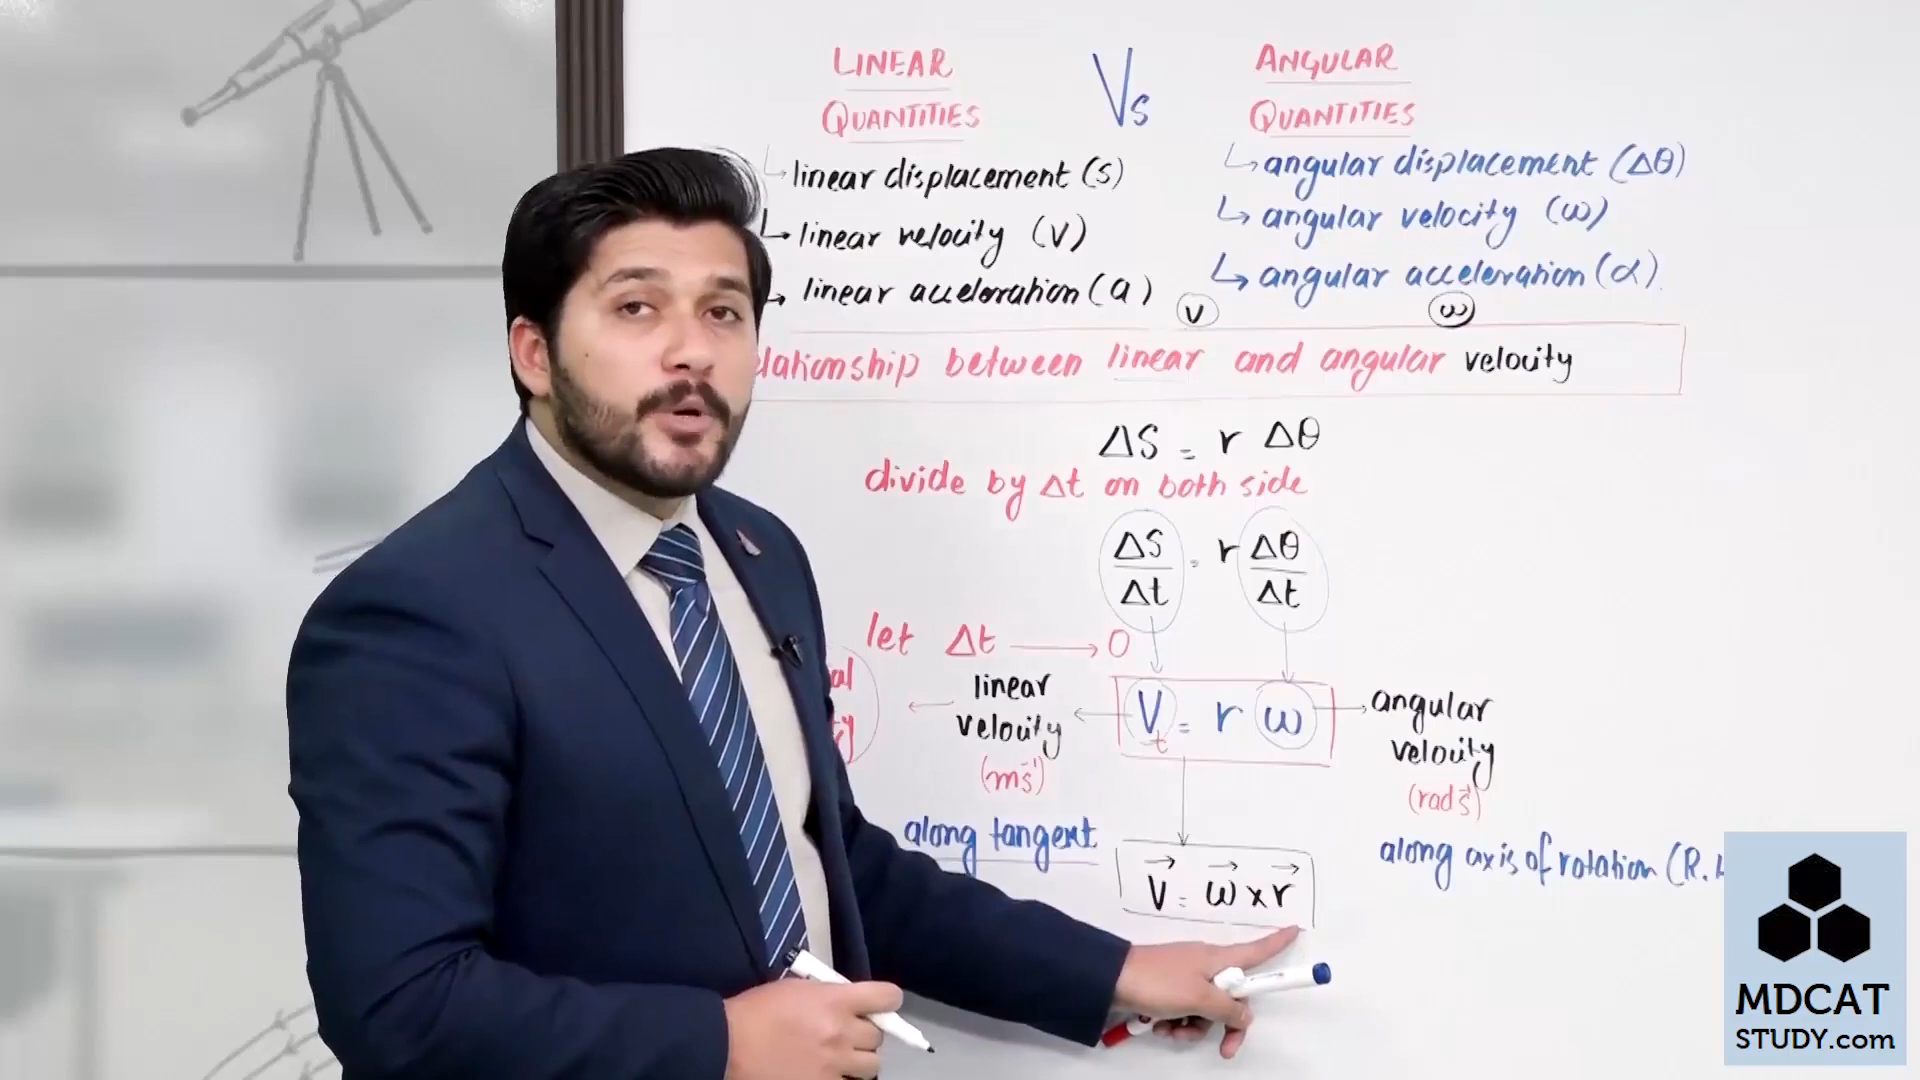 LINEAR Vs ANGULAR
QUANTITIES QUANTITIES
linear displacement (s)
linear velocity (v)
linear acceleration (a)
angular displacement (Δθ)
angular velocity (ω)
angular acceleration (α)
v ω
between linear and angular velocity
ΔS = r Δθ
divide by Δt on both side
ΔS/Δt = r Δθ/Δt
let Δt → 0
linear velocity
(ms⁻¹)
V_t = r ω
angular velocity
(rad s⁻¹)
along tangent
along axis of rotation (R.
V⃗ = ω⃗ x r⃗
MDCAT
STUDY.com